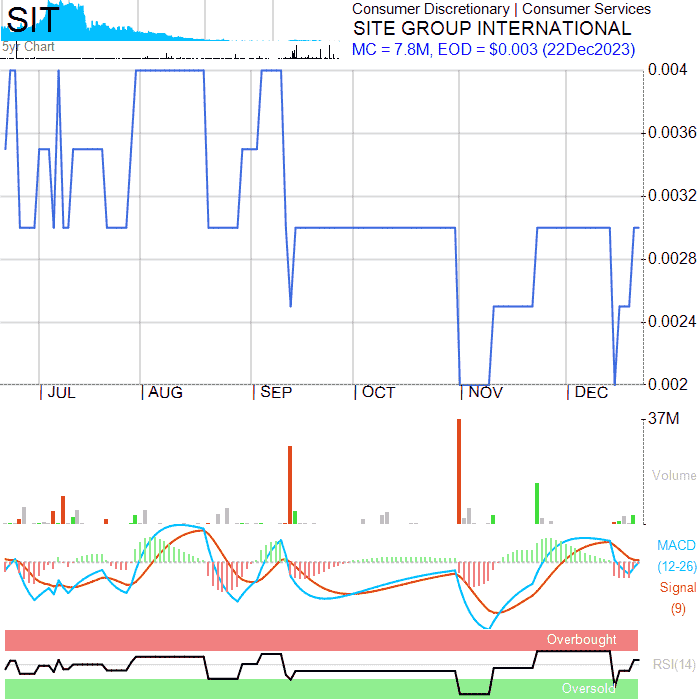 SIT
Consumer Discretionary | Consumer Services
SITE GROUP INTERNATIONAL
MC = 7.8M, EOD = $0.003 (22Dec2023)
5yr Chart
0.004
0.0036
0.0032
0.0028
0.0024
0.002
JUL AUG SEP OCT NOV DEC
37M
Volume
MACD
(12-26)
Signal
(9)
Overbought
RSI(14)
Oversold